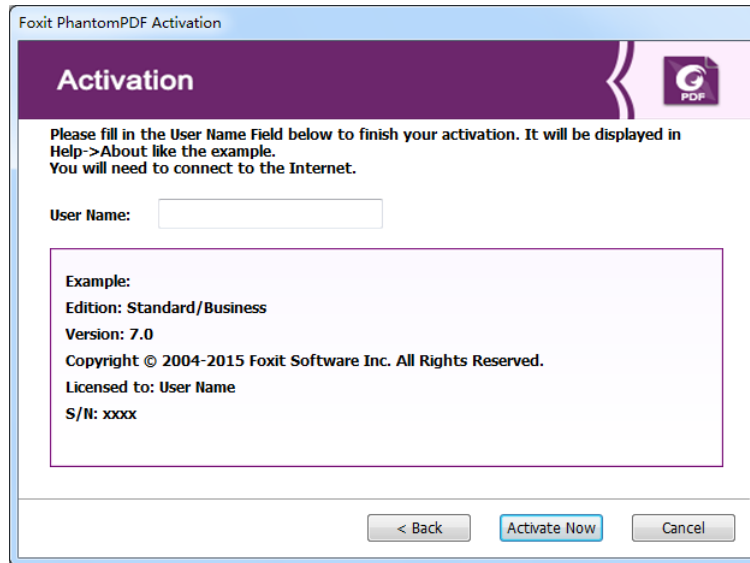 Foxit PhantomPDF Activation
Activation
PDF
Please fill in the User Name Field below to finish your activation. It will be displayed in
Help->About like the example.
You will need to connect to the Internet.
User Name:
Example:
Edition: Standard/Business
Version: 7.0
Copyright © 2004-2015 Foxit Software Inc. All Rights Reserved.
Licensed to: User Name
S/N: xxxx
< Back
Activate Now
Cancel